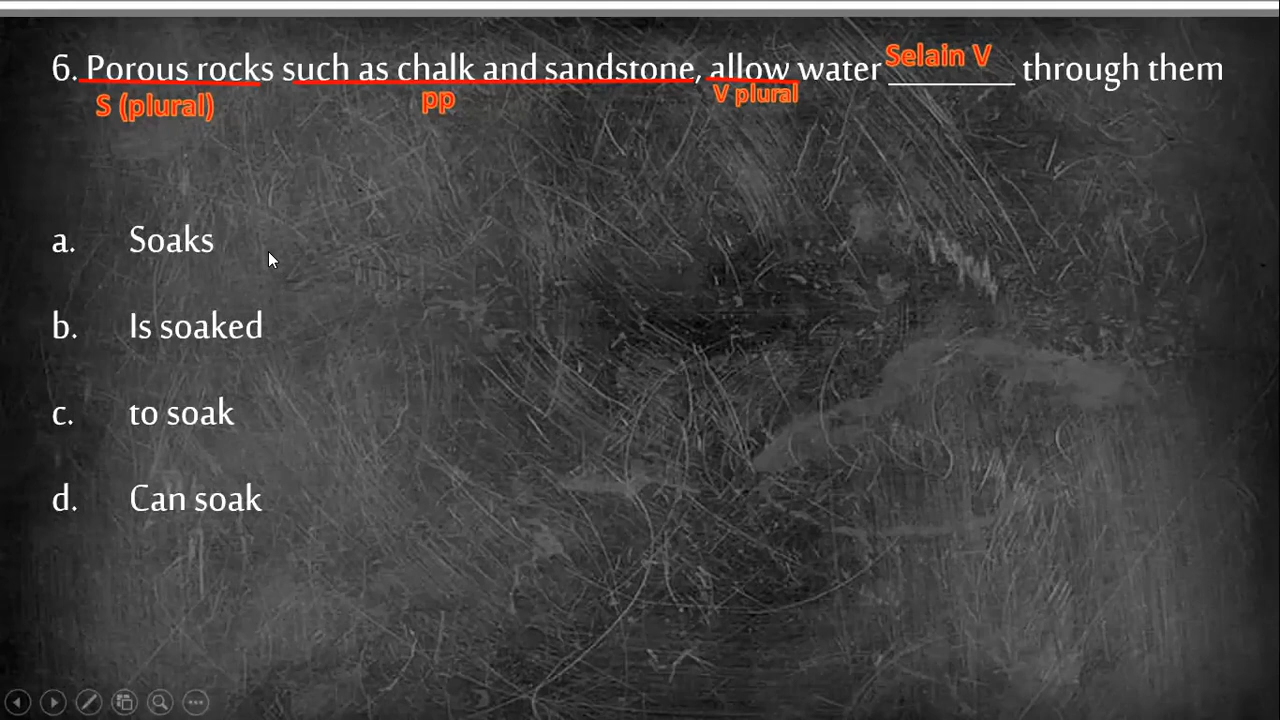 6. Porous rocks such as chalk and sandstone, allow water Selain V ________ through them
S (plural) pp V plural
a. Soaks
b. Is soaked
c. to soak
d. Can soak